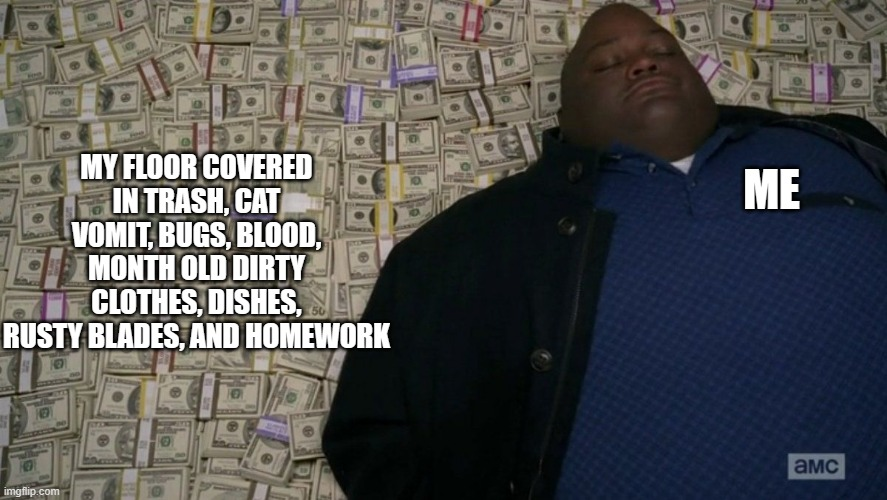 MY FLOOR COVERED
IN TRASH, CAT
VOMIT, BUGS, BLOOD,
MONTH OLD DIRTY
CLOTHES, DISHES,
RUSTY BLADES, AND HOMEWORK
ME
aMC
imgflip.com